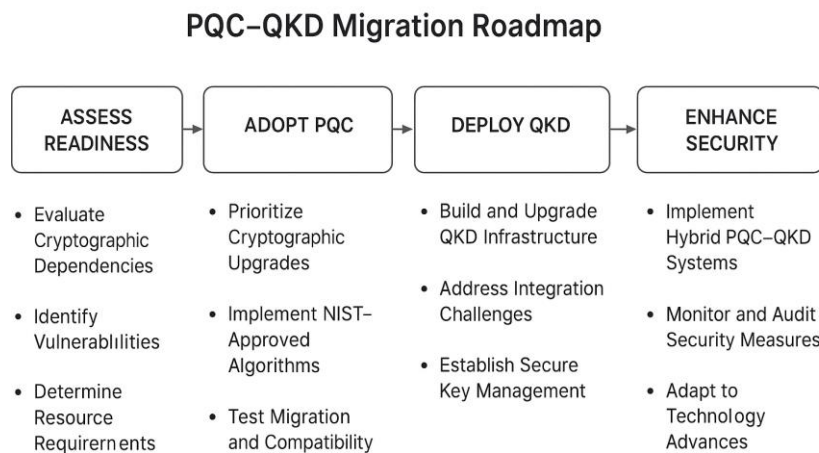 PQC–QKD Migration Roadmap
ASSESS
READINESS
ADOPT PQC
DEPLOY QKD
ENHANCE
SECURITY
• Evaluate
Cryptographic
Dependencies
• Identify
Vulnerablılities
• Determine
Resource
Requirernents
• Prioritize
Cryptographic
Upgrades
• Implement NIST–
Approved
Algorithms
• Test Migration
and Compatibility
• Build and Upgrade
QKD Infrastructure
• Address Integration
Challenges
• Establish Secure
Key Management
• Implement
Hybrid PQC–QKD
Systems
• Monitor and Audit
Security Measures
• Adapt to
Technology
Advances